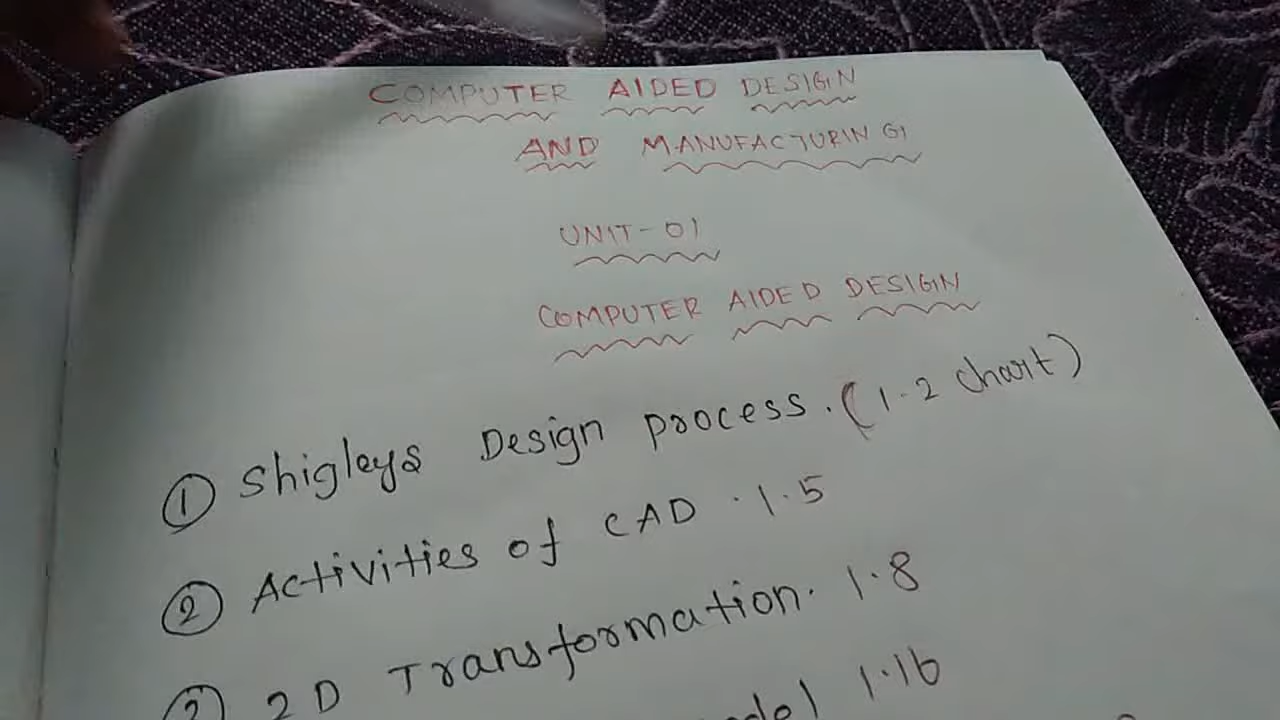 COMPUTER AIDED DESIGN
AND MANUFACTURING
UNIT-01
COMPUTER AIDED DESIGN
① Shigleys Design process. (1.2 chart)
② Activities of CAD . 1.5
③ 2D Transformation. 1.8
1.16